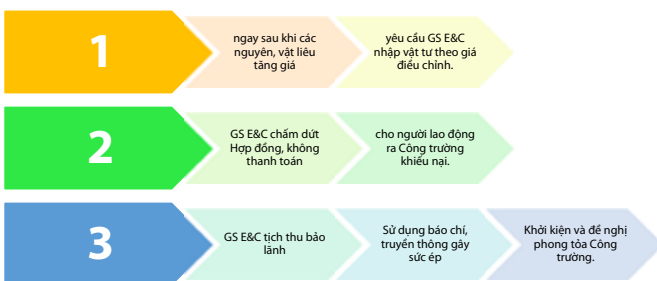 1
ngay sau khi các
nguyên, vật liêu
tăng giá
yêu cầu GS E&C
nhập vật tư theo giá
điều chỉnh.
2
GS E&C chấm dứt
Hợp đồng, không
thanh toán
cho người lao động
ra Công trường
khiếu nại.
3
GS E&C tịch thu bảo
lãnh
Sử dụng báo chí,
truyền thông gây
sức ép
Khởi kiện và đề nghị
phong tỏa Công
trường.